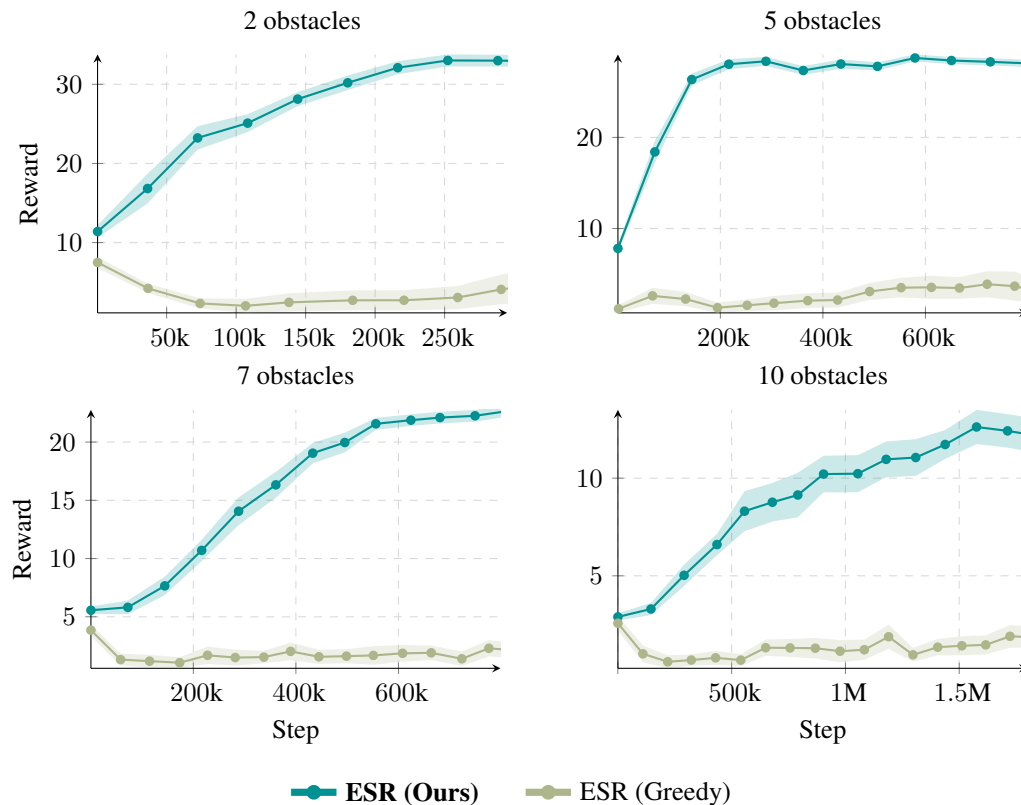 2 obstacles
5 obstacles
Reward
30
20
10
50k 100k 150k 200k 250k
20
10
200k 400k 600k
7 obstacles
10 obstacles
Reward
20
15
10
5
200k 400k 600k
Step
10
5
500k 1M 1.5M
Step
ESR (Ours) ESR (Greedy)